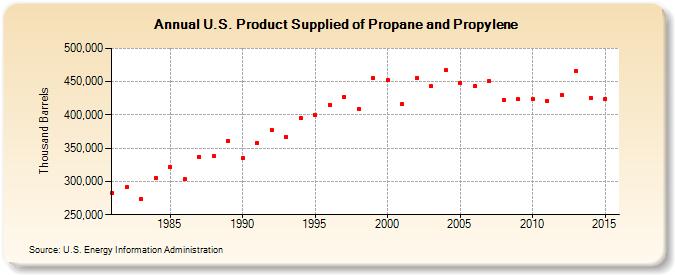 Annual U.S. Product Supplied of Propane and Propylene
Thousand Barrels
500,000
450,000
400,000
350,000
300,000
250,000
1985 1990 1995 2000 2005 2010 2015
Source: U.S. Energy Information Administration